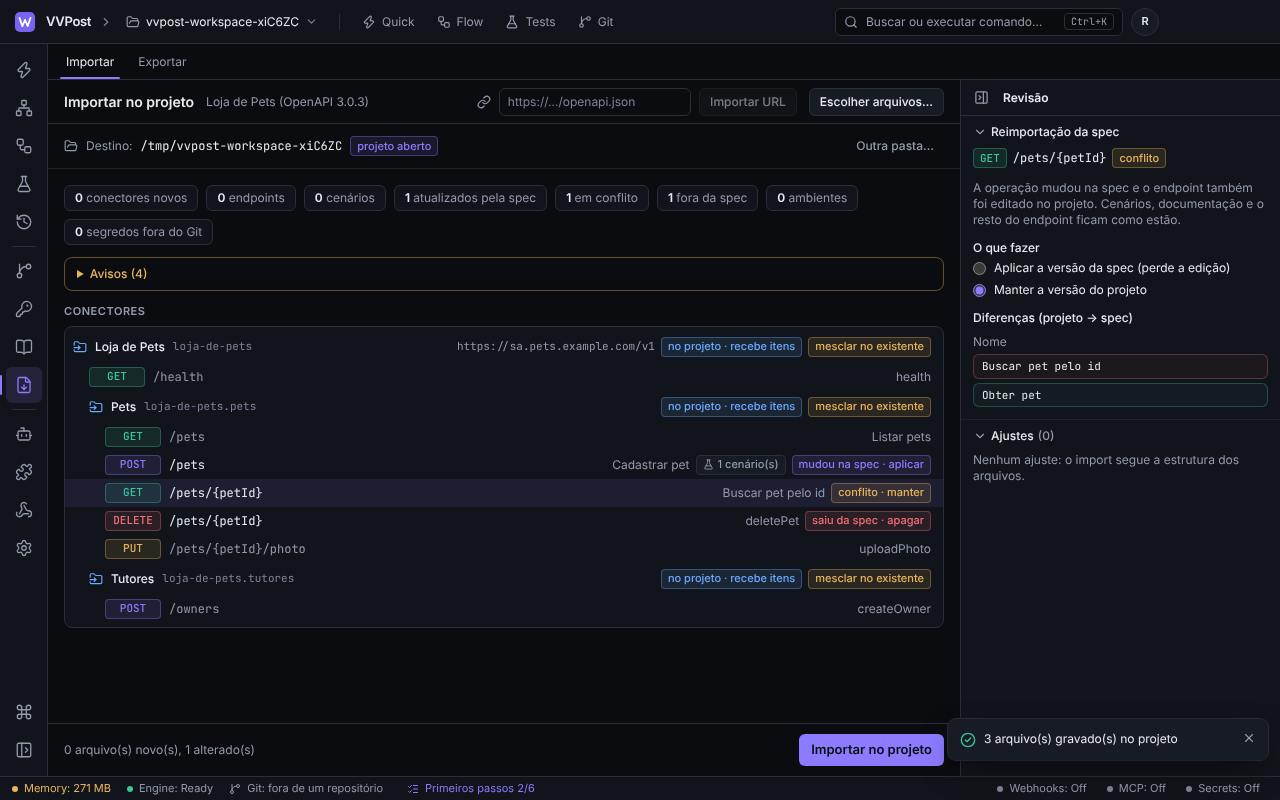 W VVPost vvpost-workspace-xiC6ZC Quick Flow Tests Git Buscar ou executar comando... Ctrl+K R
Importar Exportar
Importar no projeto Loja de Pets (OpenAPI 3.0.3) https://.../openapi.json Importar URL Escolher arquivos...
Destino: /tmp/vvpost-workspace-xiC6ZC projeto aberto Outra pasta...
0 conectores novos 0 endpoints 0 cenários 1 atualizados pela spec 1 em conflito 1 fora da spec 0 ambientes
0 segredos fora do Git
Avisos (4)
CONECTORES
Loja de Pets loja-de-pets https://sa.pets.example.com/v1 no projeto · recebe itens mesclar no existente
GET /health health
Pets loja-de-pets.pets no projeto · recebe itens mesclar no existente
GET /pets Listar pets
POST /pets Cadastrar pet 1 cenário(s) mudou na spec · aplicar
GET /pets/{petId} Buscar pet pelo id conflito · manter
DELETE /pets/{petId} deletePet saiu da spec · apagar
PUT /pets/{petId}/photo uploadPhoto
Tutores loja-de-pets.tutores no projeto · recebe itens mesclar no existente
POST /owners createOwner
0 arquivo(s) novo(s), 1 alterado(s) Importar no projeto
Revisão
Reimportação da spec
GET /pets/{petId} conflito
A operação mudou na spec e o endpoint também
foi editado no projeto. Cenários, documentação e o
resto do endpoint ficam como estão.
O que fazer
Aplicar a versão da spec (perde a edição)
Manter a versão do projeto
Diferenças (projeto → spec)
Nome
Buscar pet pelo id
Obter pet
Ajustes (0)
Nenhum ajuste: o import segue a estrutura dos
arquivos.
3 arquivo(s) gravado(s) no projeto
Memory: 271 MB Engine: Ready Git: fora de um repositório Primeiros passos 2/6 Webhooks: Off MCP: Off Secrets: Off